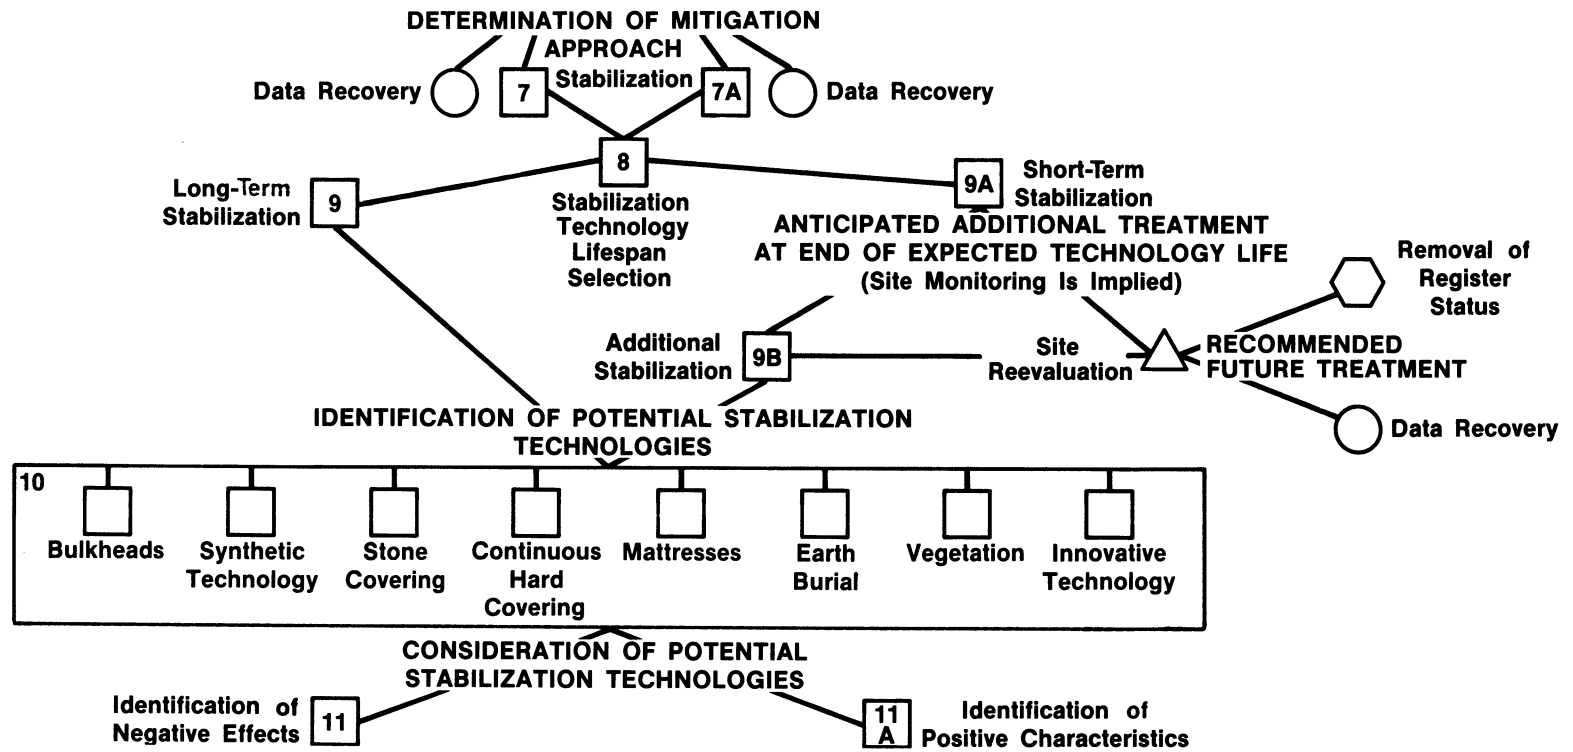 DETERMINATION OF MITIGATION
APPROACH
Data Recovery
7
Stabilization
7A
Data Recovery
8
Stabilization
Technology
Lifespan
Selection
Long-Term
Stabilization
9
9A
Short-Term
Stabilization
ANTICIPATED ADDITIONAL TREATMENT
AT END OF EXPECTED TECHNOLOGY LIFE
(Site Monitoring Is Implied)
Removal of
Register
Status
Additional
Stabilization
9B
Site
Reevaluation
RECOMMENDED
FUTURE TREATMENT
Data Recovery
IDENTIFICATION OF POTENTIAL STABILIZATION
TECHNOLOGIES
10
Bulkheads
Synthetic
Technology
Stone
Covering
Continuous
Hard
Covering
Mattresses
Earth
Burial
Vegetation
Innovative
Technology
CONSIDERATION OF POTENTIAL
STABILIZATION TECHNOLOGIES
Identification of
Negative Effects
11
11
A
Identification of
Positive Characteristics